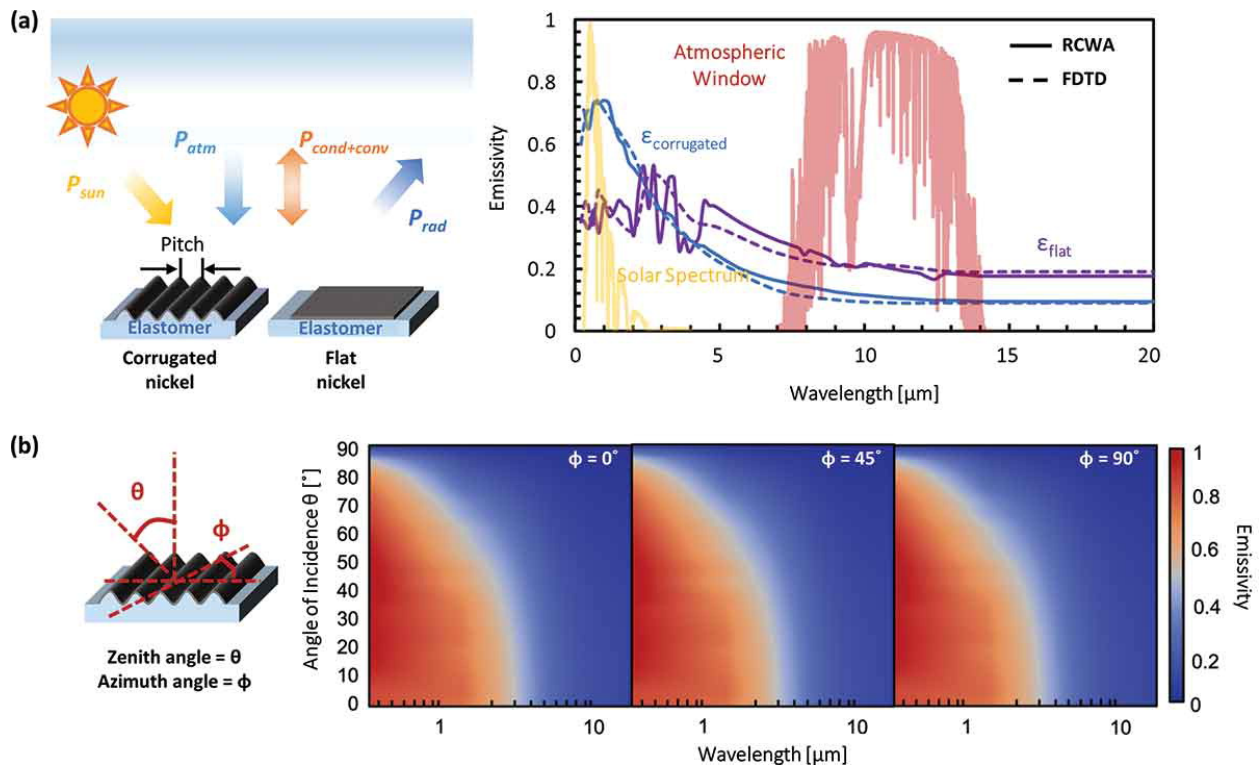 (a)
P_sun
P_atm
P_cond+conv
P_rad
Pitch
Elastomer
Elastomer
Corrugated
nickel
Flat
nickel
Emissivity
1
0.8
0.6
0.4
0.2
0
Atmospheric
Window
RCWA
FDTD
ε_corrugated
ε_flat
Solar Spectrum
0 5 10 15 20
Wavelength [μm]
(b)
θ
ϕ
Zenith angle = θ
Azimuth angle = ϕ
Angle of Incidence θ [˚]
90
80
70
60
50
40
30
20
10
0
ϕ = 0˚ ϕ = 45˚ ϕ = 90˚
1 10 1 10 1 10
Wavelength [μm]
1
0.8
0.6
0.4
0.2
0
Emissivity